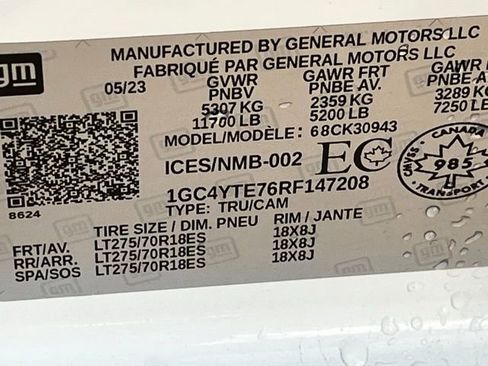 gm
MANUFACTURED BY GENERAL MOTORS LLC
FABRIQUÉ PAR GENERAL MOTORS LLC
05/23 GVWR GAWR FRT GAWR
PNBV PNBE AV. PNBE
5307 KG 2359 KG 3289 KG
11700 LB 5200 LB 7250 LB
MODEL/MODÈLE: 68CK30943
ICES/NMB-002 EC
CANADA
985
TRANSPORT
1GC4YTE76RF147208
8624 TYPE: TRU/CAM
TIRE SIZE / DIM. PNEU RIM / JANTE
FRT/AV. LT275/70R18ES 18X8J
RR/ARR. LT275/70R18ES 18X8J
SPA/SOS LT275/70R18ES 18X8J